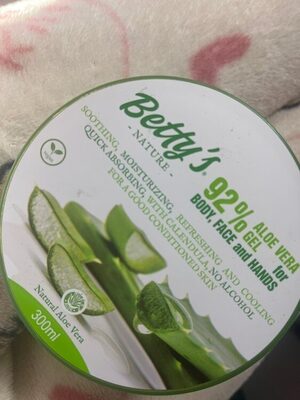 Betty's
- NATURE -
92% ALOE VERA
GEL for
BODY, FACE and HANDS
SOOTHING, MOISTURIZING, REFRESHING AND COOLING
QUICK ABSORBING, WITH CALENDULA, NO ALCOHOL
FOR A GOOD CONDITIONED SKIN
Natural Aloe Vera
300ml